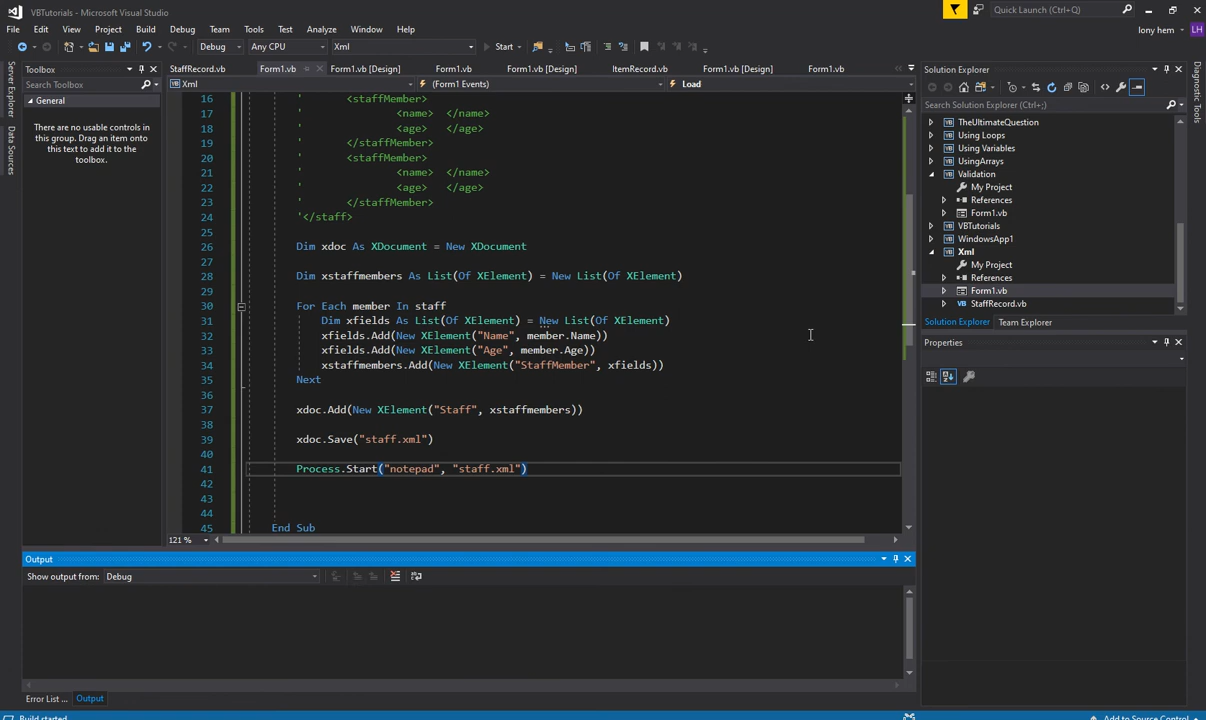 VBTutorials - Microsoft Visual Studio
Quick Launch (Ctrl+Q)
File Edit View Project Build Debug Team Tools Test Analyze Window Help
lony hem LH
Debug Any CPU Xml Start
Server Explorer
Data Sources
Toolbox
Search Toolbox
General
There are no usable controls in
this group. Drag an item onto
this text to add it to the
toolbox.
StaffRecord.vb Form1.vb Form1.vb [Design] Form1.vb Form1.vb [Design] ItemRecord.vb Form1.vb [Design] Form1.vb
Xml (Form1 Events) Load
16 ' <staffMember>
17 ' <name> </name>
18 ' <age> </age>
19 ' </staffMember>
20 ' <staffMember>
21 ' <name> </name>
22 ' <age> </age>
23 ' </staffMember>
24 '</staff>
25
26 Dim xdoc As XDocument = New XDocument
27
28 Dim xstaffmembers As List(Of XElement) = New List(Of XElement)
29
30 For Each member In staff
31 Dim xfields As List(Of XElement) = New List(Of XElement)
32 xfields.Add(New XElement("Name", member.Name))
33 xfields.Add(New XElement("Age", member.Age))
34 xstaffmembers.Add(New XElement("StaffMember", xfields))
35 Next
36
37 xdoc.Add(New XElement("Staff", xstaffmembers))
38
39 xdoc.Save("staff.xml")
40
41 Process.Start("notepad", "staff.xml")
42
43
44
45 End Sub
121 %
Output
Show output from: Debug
Error List ... Output
Build started
Solution Explorer
Search Solution Explorer (Ctrl+;)
TheUltimateQuestion
Using Loops
Using Variables
UsingArrays
Validation
My Project
References
Form1.vb
VBTutorials
WindowsApp1
Xml
My Project
References
Form1.vb
StaffRecord.vb
Solution Explorer Team Explorer
Properties
Diagnostic Tools
Add to Source Control